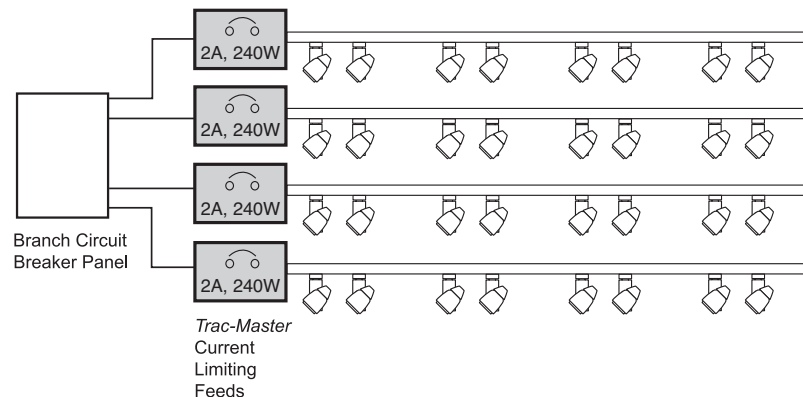 2A, 240W
2A, 240W
2A, 240W
2A, 240W
Branch Circuit
Breaker Panel
Trac-Master
Current
Limiting
Feeds